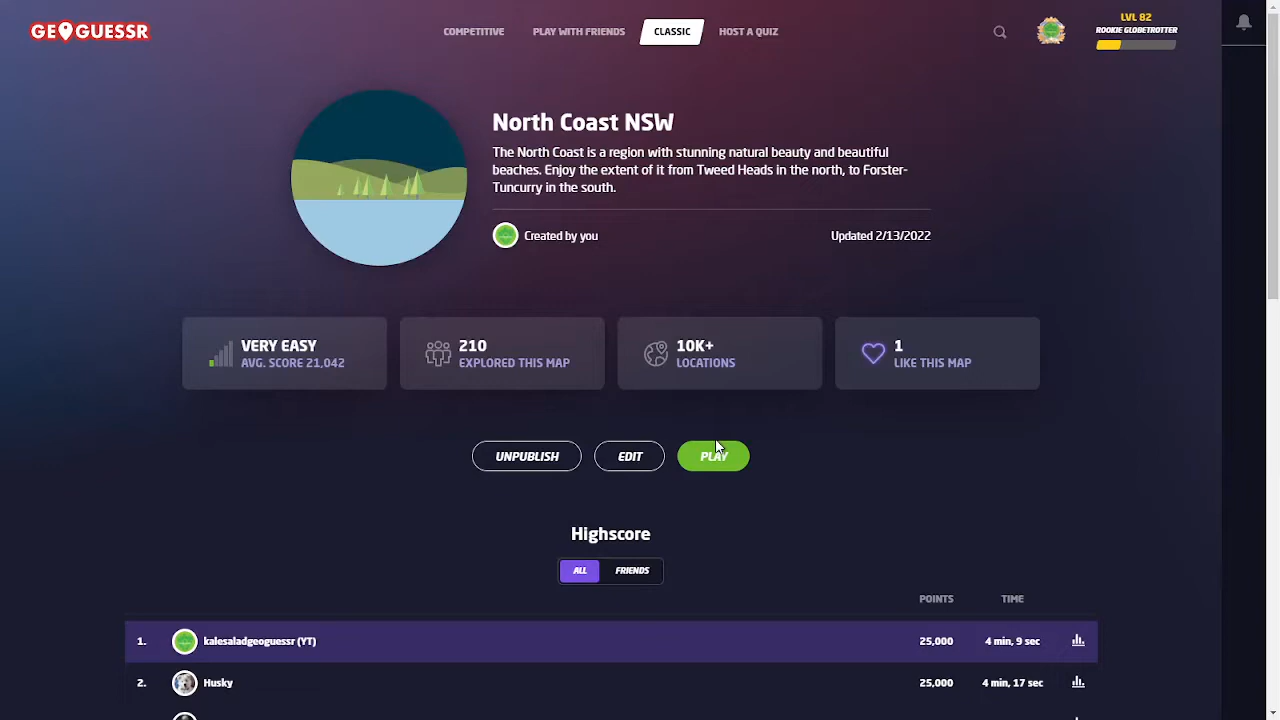 GEOGUESSR
COMPETITIVE
PLAY WITH FRIENDS
CLASSIC
HOST A QUIZ
LVL 82
ROOKIE GLOBETROTTER
North Coast NSW
The North Coast is a region with stunning natural beauty and beautiful
beaches. Enjoy the extent of it from Tweed Heads in the north, to Forster-
Tuncurry in the south.
Created by you
Updated 2/13/2022
VERY EASY
AVG. SCORE 21,042
210
EXPLORED THIS MAP
10K+
LOCATIONS
1
LIKE THIS MAP
UNPUBLISH
EDIT
PLAY
Highscore
ALL
FRIENDS
POINTS
TIME
1. kalesaladgeoguessr (YT) 25,000 4 min, 9 sec
2. Husky 25,000 4 min, 17 sec